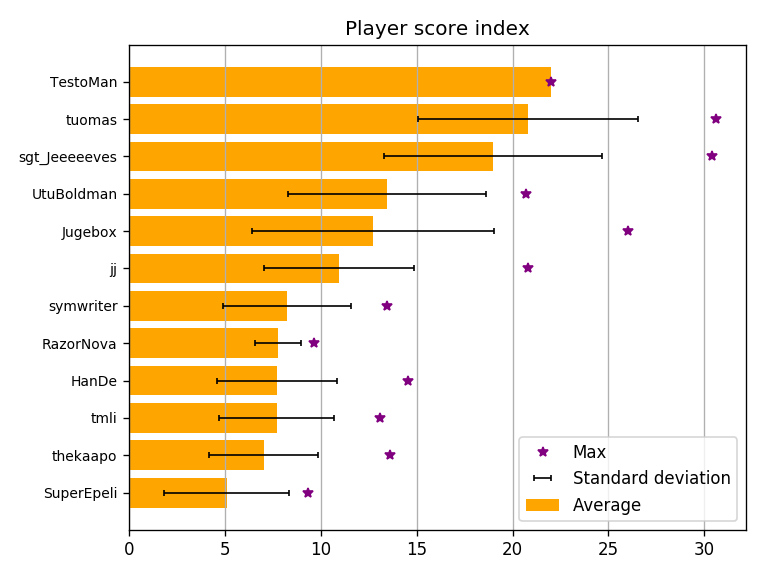 Player score index
TestoMan
tuomas
sgt_Jeeeeeves
UtuBoldman
Jugebox
jj
symwriter
RazorNova
HanDe
tmli
thekaapo
SuperEpeli
Max
Standard deviation
Average
0 5 10 15 20 25 30